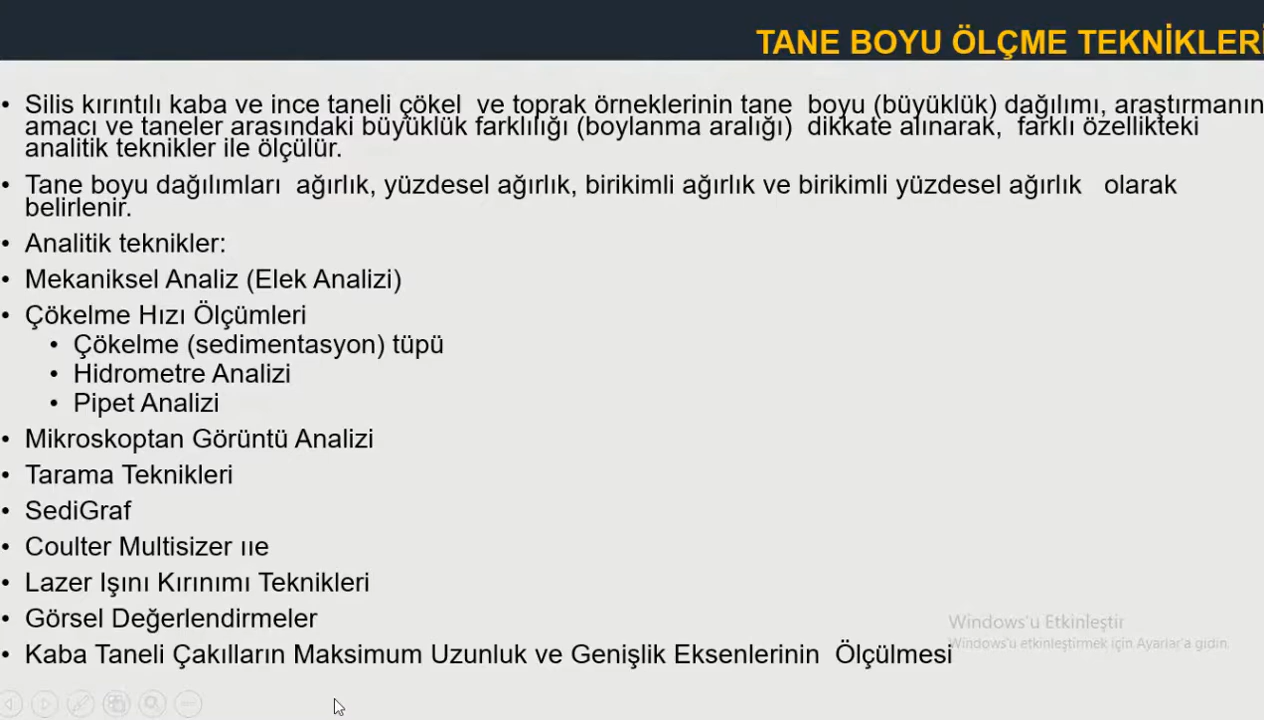 TANE BOYU ÖLÇME TEKNİKLERİ
• Silis kırıntılı kaba ve ince taneli çökel ve toprak örneklerinin tane boyu (büyüklük) dağılımı, araştırmanın
amacı ve taneler arasındaki büyüklük farklılığı (boylanma aralığı) dikkate alınarak, farklı özellikteki
analitik teknikler ile ölçülür.
• Tane boyu dağılımları ağırlık, yüzdesel ağırlık, birikimli ağırlık ve birikimli yüzdesel ağırlık olarak
belirlenir.
• Analitik teknikler:
• Mekaniksel Analiz (Elek Analizi)
• Çökelme Hızı Ölçümleri
• Çökelme (sedimentasyon) tüpü
• Hidrometre Analizi
• Pipet Analizi
• Mikroskoptan Görüntü Analizi
• Tarama Teknikleri
• SediGraf
• Coulter Multisizer ııe
• Lazer Işını Kırınımı Teknikleri
• Görsel Değerlendirmeler
• Kaba Taneli Çakılların Maksimum Uzunluk ve Genişlik Eksenlerinin Ölçülmesi
Windows'u Etkinleştir
Windows'u etkinleştirmek için Ayarlar'a gidin.